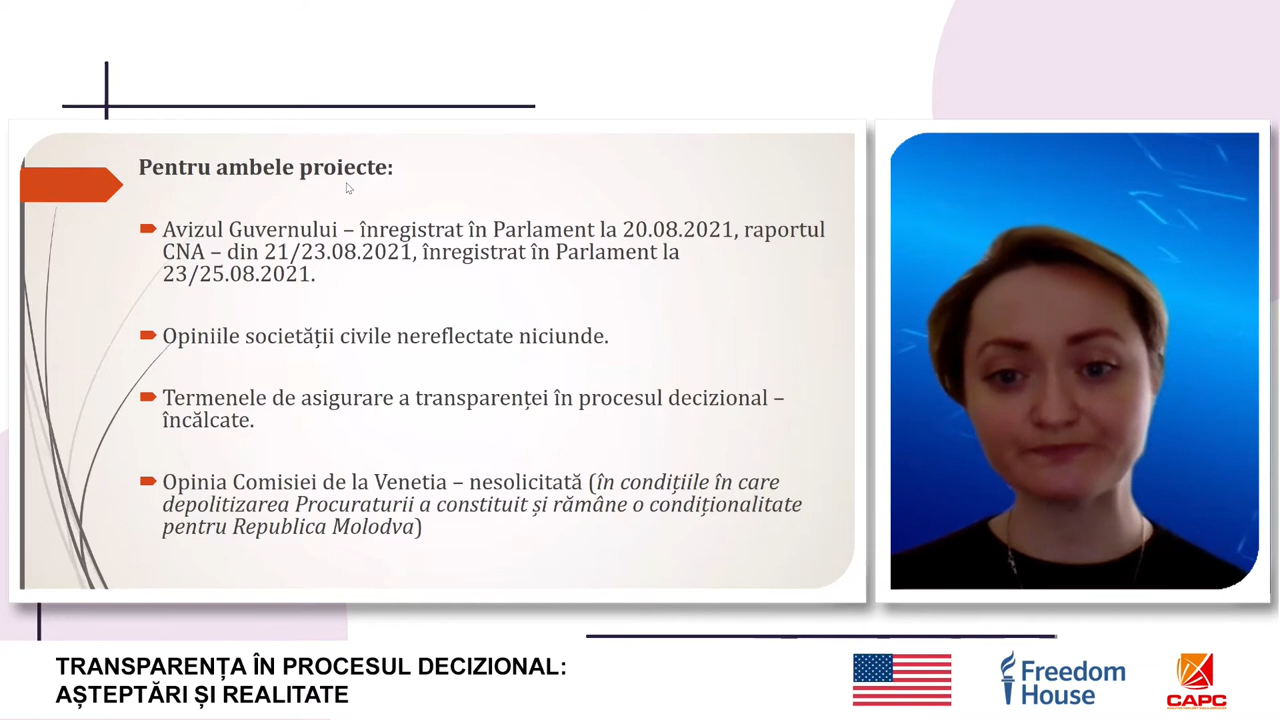 Pentru ambele proiecte:
Avizul Guvernului – înregistrat în Parlament la 20.08.2021, raportul
CNA – din 21/23.08.2021, înregistrat în Parlament la
23/25.08.2021.
Opiniile societății civile nereflectate niciunde.
Termenele de asigurare a transparenței în procesul decizional –
încălcate.
Opinia Comisiei de la Venetia – nesolicitată (în condițiile în care
depolitizarea Procuraturii a constituit și rămâne o condiționalitate
pentru Republica Molodva)
TRANSPARENȚA ÎN PROCESUL DECIZIONAL:
AȘTEPTĂRI ȘI REALITATE
Freedom
House
CAPC